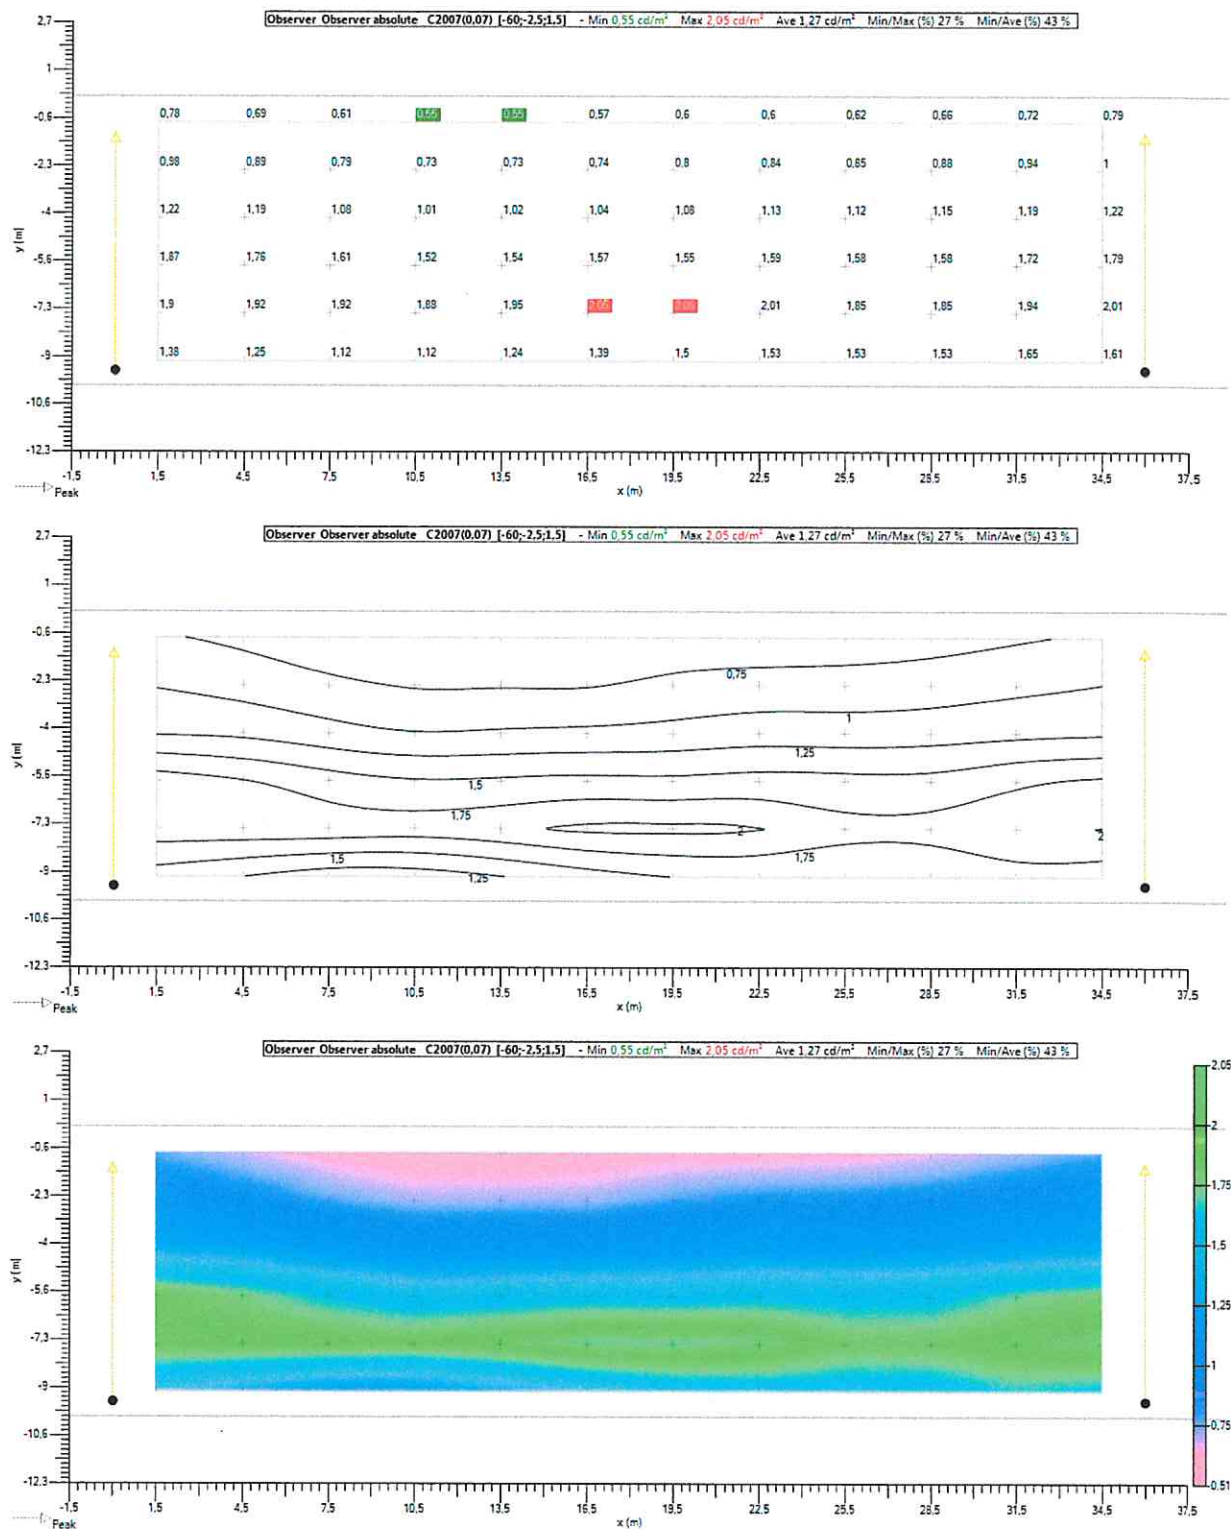 Observer Observer absolute C2007(0,07) [-60;-2,5;1,5] - Min 0,55 cd/m² Max 2,05 cd/m² Ave 1,27 cd/m² Min/Max (%) 27 % Min/Ave (%) 43 %
2.7
1
-0.6 0,78 0,69 0,61 0,55 0,55 0,57 0,6 0,6 0,62 0,66 0,72 0,79
-2.3 0,98 0,89 0,79 0,73 0,73 0,74 0,8 0,84 0,85 0,88 0,94 1
-4 1,22 1,19 1,08 1,01 1,02 1,04 1,08 1,13 1,12 1,15 1,19 1,22
y (m)
-5.6 1,87 1,76 1,61 1,52 1,54 1,57 1,55 1,59 1,58 1,58 1,72 1,79
-7.3 1,9 1,92 1,92 1,88 1,95 2,05 2,01 1,85 1,85 1,94 2,01
-9 1,38 1,25 1,12 1,12 1,24 1,39 1,5 1,53 1,53 1,53 1,65 1,61
-10.6
-12.3
-1,5 1,5 4,5 7,5 10,5 13,5 16,5 19,5 22,5 25,5 28,5 31,5 34,5 37,5
Peak
x (m)
Observer Observer absolute C2007(0,07) [-60;-2,5;1,5] - Min 0,55 cd/m² Max 2,05 cd/m² Ave 1,27 cd/m² Min/Max (%) 27 % Min/Ave (%) 43 %
2.7
1
-0.6
0,75
-2.3
1
-4
1,25
y (m)
-5.6
1,5
1,75
-7.3
2
2
1,5
1,75
-9
1,25
-10.6
-12.3
-1,5 1,5 4,5 7,5 10,5 13,5 16,5 19,5 22,5 25,5 28,5 31,5 34,5 37,5
Peak
x (m)
Observer Observer absolute C2007(0,07) [-60;-2,5;1,5] - Min 0,55 cd/m² Max 2,05 cd/m² Ave 1,27 cd/m² Min/Max (%) 27 % Min/Ave (%) 43 %
2.7
2,05
1
2
-0.6
1,75
-2.3
1,5
-4
y (m)
-5.6
1,25
-7.3
1
-9
0,75
-10.6
-12.3
0,51
-1,5 1,5 4,5 7,5 10,5 13,5 16,5 19,5 22,5 25,5 28,5 31,5 34,5 37,5
Peak
x (m)